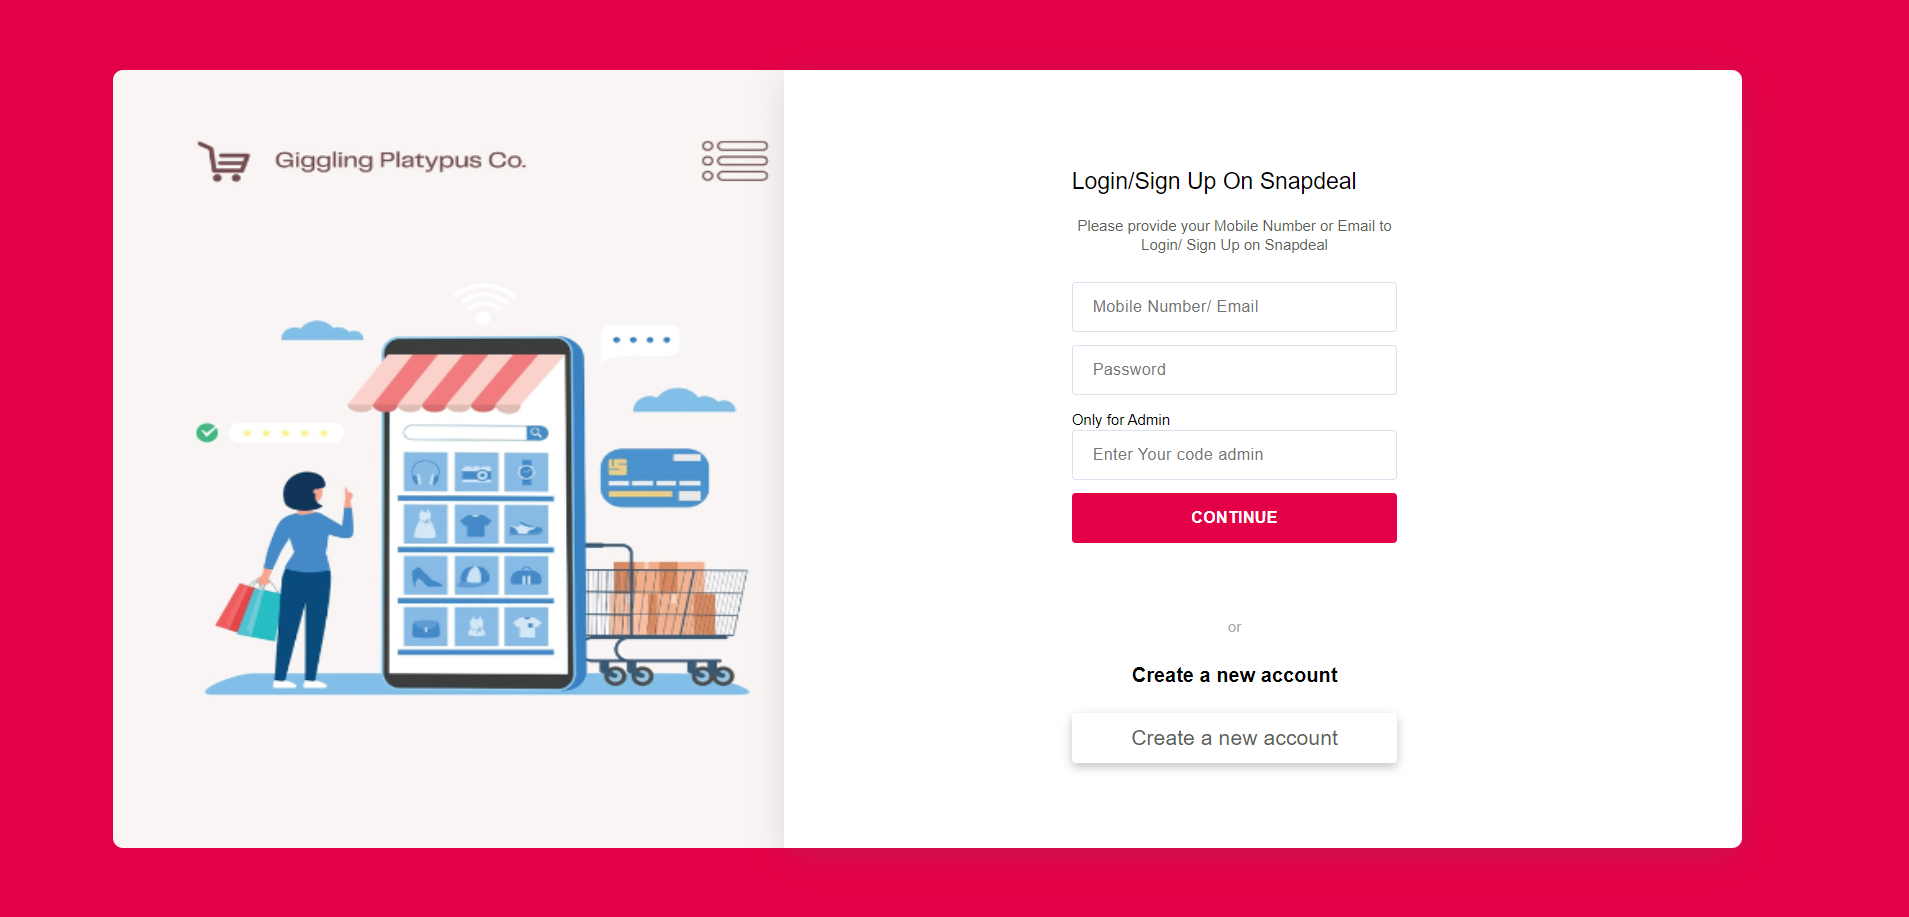 Giggling Platypus Co.
Login/Sign Up On Snapdeal
Please provide your Mobile Number or Email to
Login/ Sign Up on Snapdeal
Mobile Number/ Email
Password
Only for Admin
Enter Your code admin
CONTINUE
or
Create a new account
Create a new account